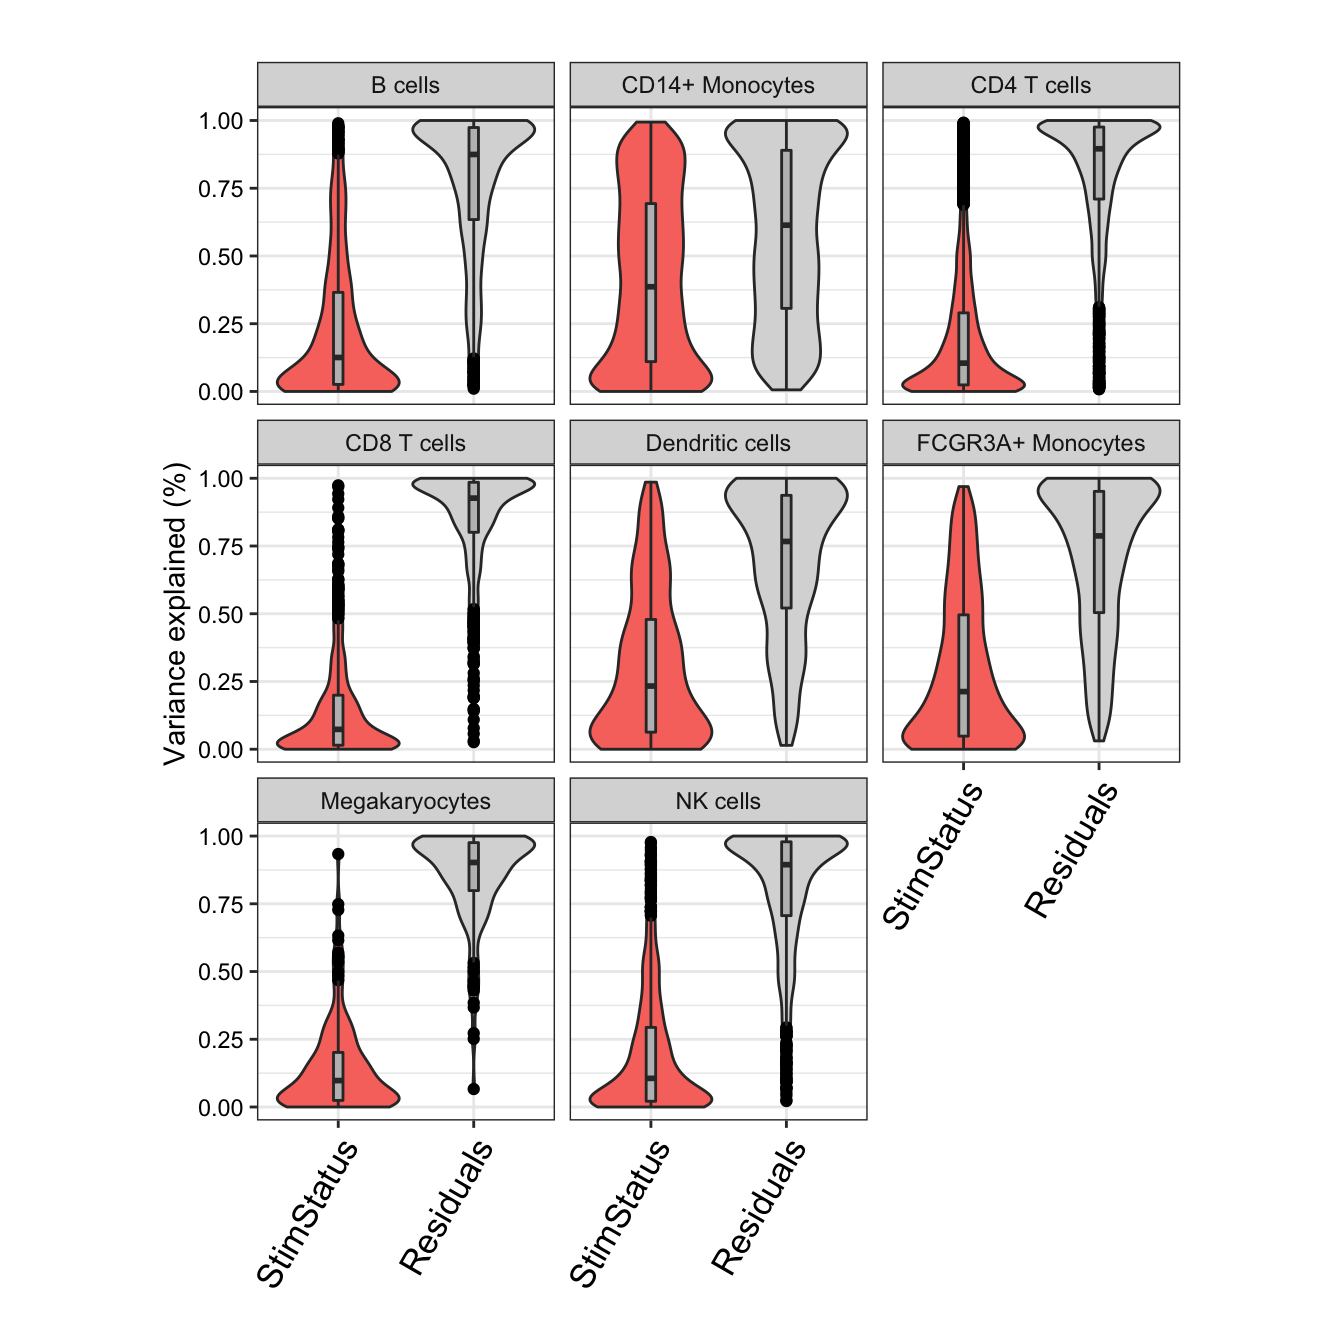 B cells
CD14+ Monocytes
CD4 T cells
1.00
0.75
0.50
0.25
0.00
CD8 T cells
Dendritic cells
FCGR3A+ Monocytes
Variance explained (%)
1.00
0.75
0.50
0.25
0.00
Megakaryocytes
NK cells
StimStatus
Residuals
1.00
0.75
0.50
0.25
0.00
StimStatus
Residuals
StimStatus
Residuals